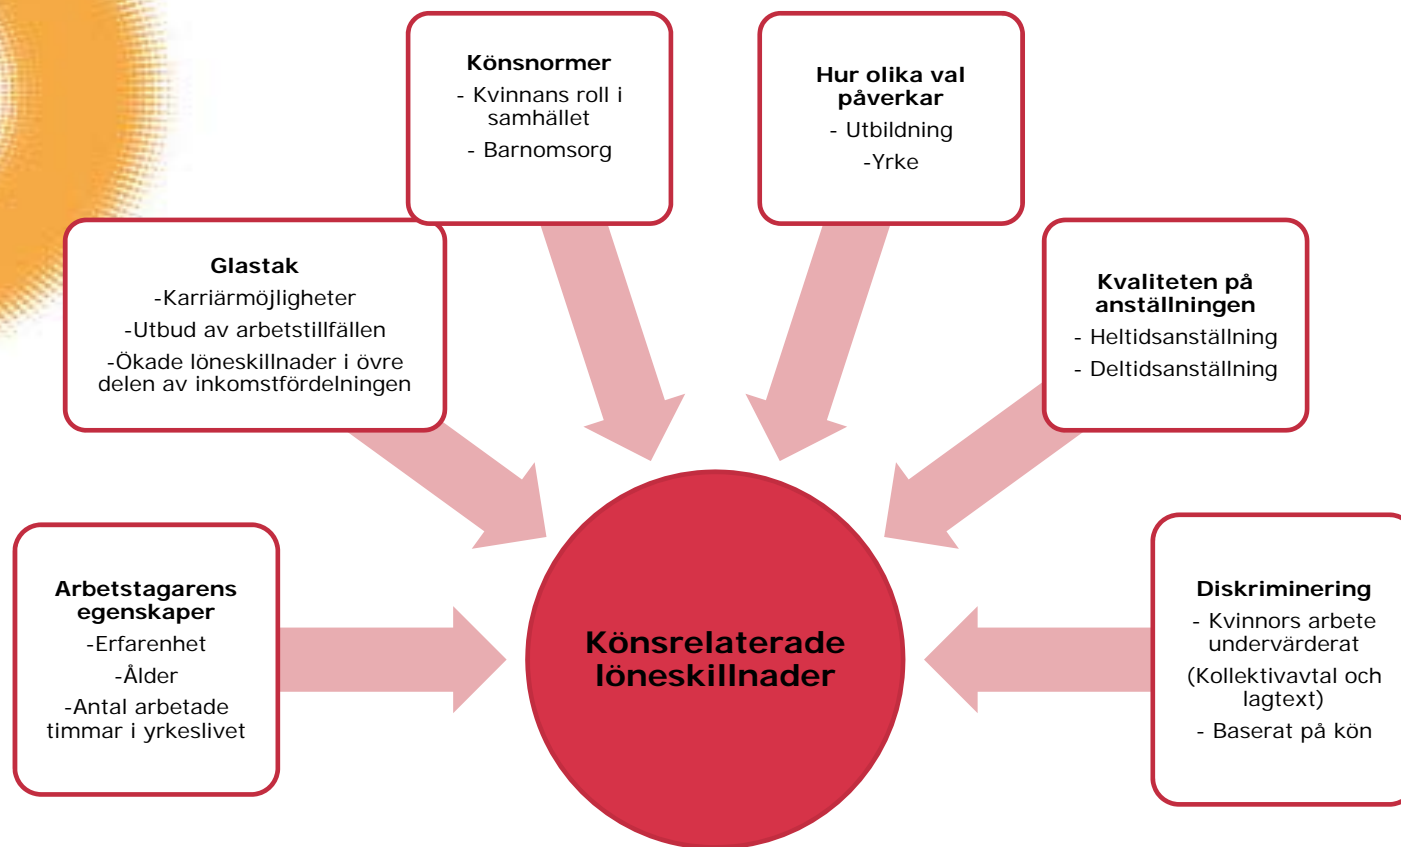 Könsnormer
- Kvinnans roll i
samhället
- Barnomsorg
Hur olika val
påverkar
- Utbildning
-Yrke
Glastak
-Karriärmöjligheter
-Utbud av arbetstillfällen
-Ökade löneskillnader i övre
delen av inkomstfördelningen
Kvaliteten på
anställningen
- Heltidsanställning
- Deltidsanställning
Arbetstagarens
egenskaper
-Erfarenhet
-Ålder
-Antal arbetade
timmar i yrkeslivet
Könsrelaterade
löneskillnader
Diskriminering
- Kvinnors arbete
undervärderat
(Kollektivavtal och
lagtext)
- Baserat på kön